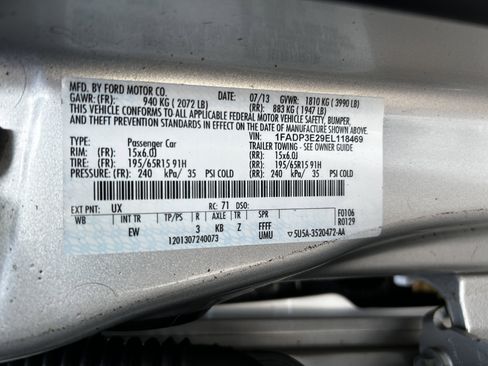 MFD. BY FORD MOTOR CO.
DATE: 07/13 GVWR: 1810 KG ( 3990 LB)
GAWR: (FR): 940 KG ( 2072 LB) (RR): 883 KG ( 1947 LB)
THIS VEHICLE CONFORMS TO ALL APPLICABLE FEDERAL MOTOR VEHICLE SAFETY, BUMPER,
AND THEFT PREVENTION STANDARDS IN EFFECT ON THE DATE OF MANUFACTURE SHOWN ABOVE.
VIN: 1FADP3E29EL118469
TYPE: Passenger Car TIRE/TRAILER TOWING - SEE OWNER GUIDE
RIM: (FR) 15x6.0J (RR): 15x6.0J
TIRE: (FR) 195/65R15 91H (RR): 195/65R15 91H
PRESSURE: (FR) 240 kPa/ 35 PSI COLD (RR): 240 kPa/ 35 PSI COLD
EXT PNT: UX RC: 71 F0106
WB INT TR TP/PS R AXLE TR SPR R0129
EW 3 KB Z FFFF
1201307240073 UMU ▽5U5A-3520472-AA